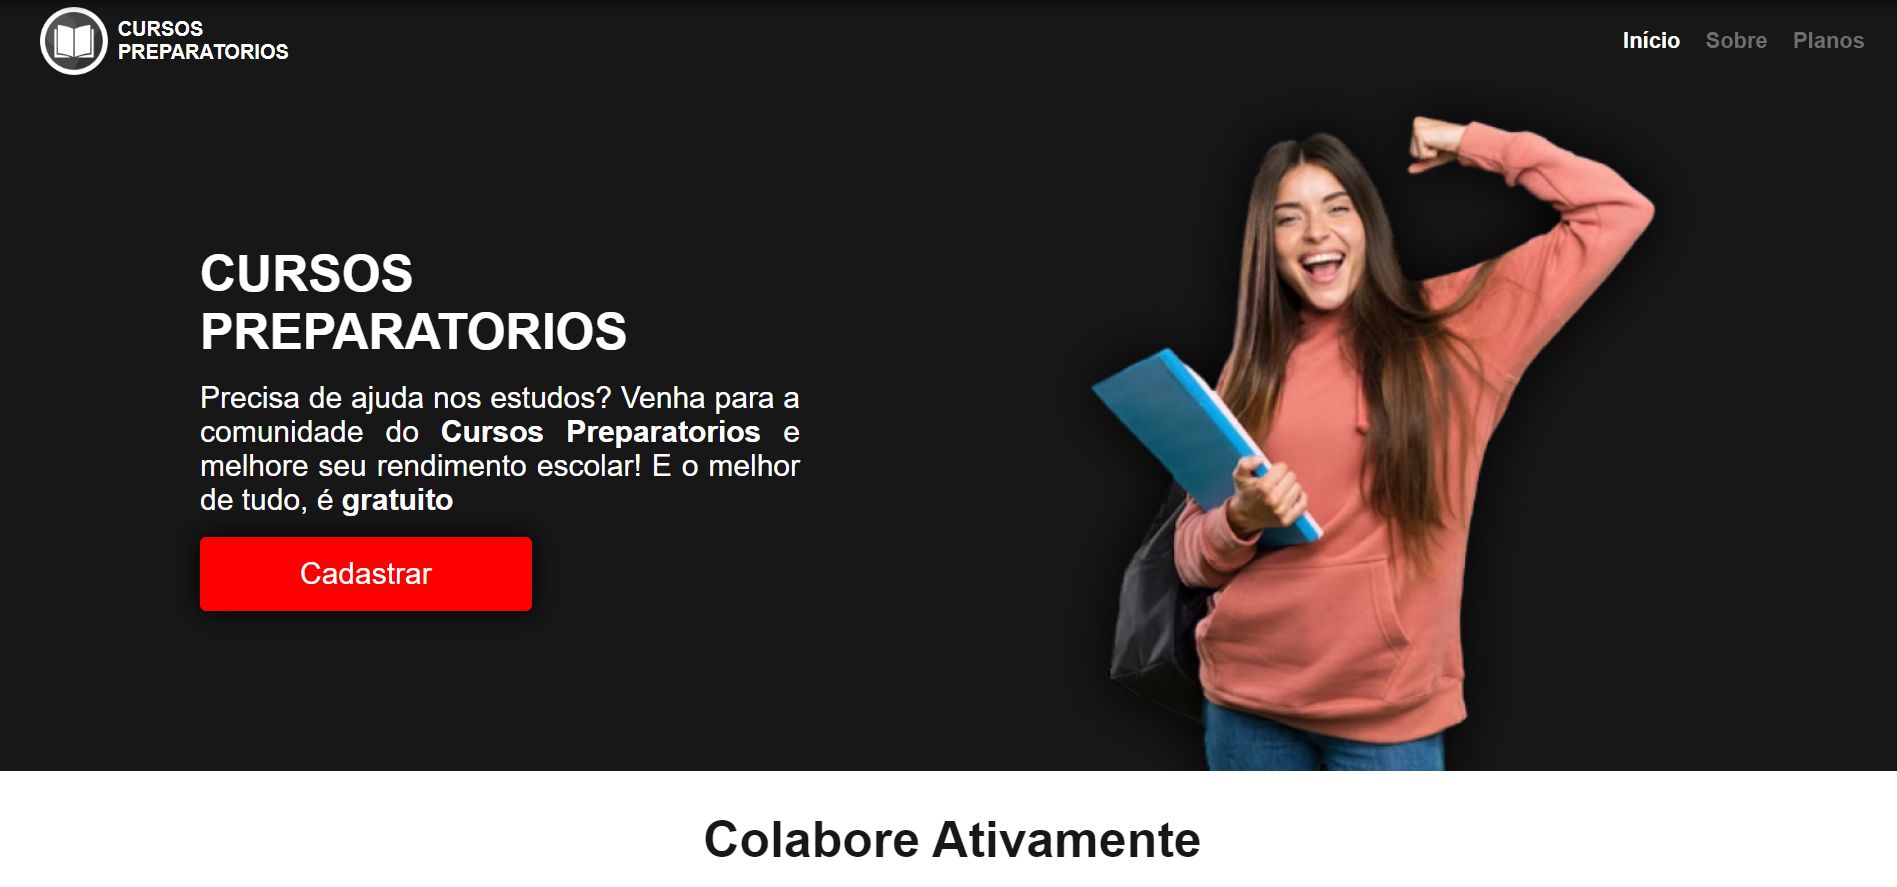 CURSOS
PREPARATORIOS
Início Sobre Planos
CURSOS
PREPARATORIOS
Precisa de ajuda nos estudos? Venha para a
comunidade do Cursos Preparatorios e
melhore seu rendimento escolar! E o melhor
de tudo, é gratuito
Cadastrar
Colabore Ativamente